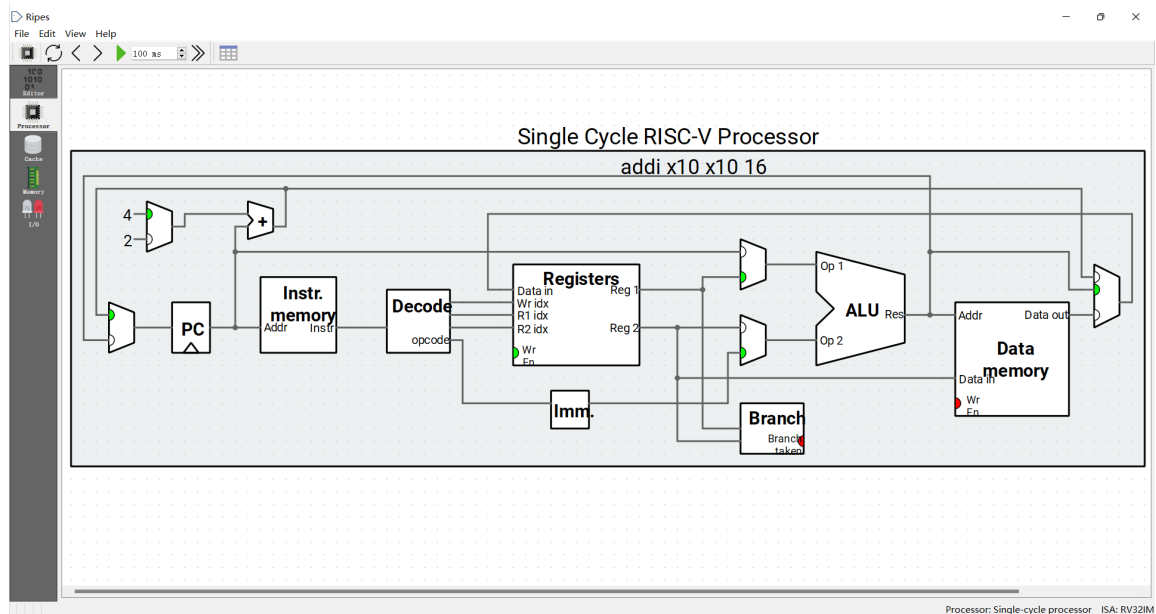 Ripes
File Edit View Help
100 ms
Editor
Processor
Cache
Memory
I/O
Single Cycle RISC-V Processor
addi x10 x10 16
4
2
+
PC
Instr.
memory
Addr
Instr
Decode
opcode
Registers
Data in
Wr idx
R1 idx
R2 idx
Wr
En
Reg 1
Reg 2
Imm.
Op 1
Op 2
ALU
Res
Branch
Branch
taken
Addr
Data out
Data
memory
Data in
Wr
En
Processor: Single-cycle processor ISA: RV32IM